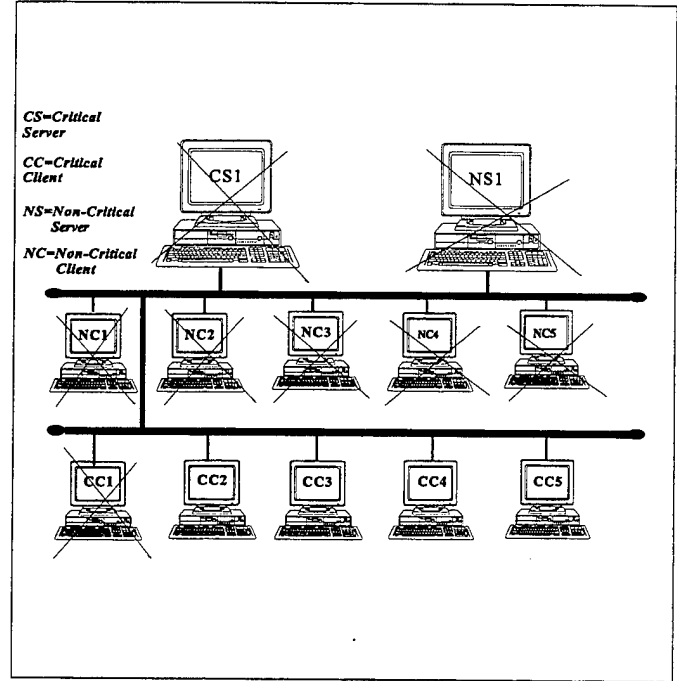 CS=Critical
Server
CC=Critical
Client
NS=Non-Critical
Server
NC=Non-Critical
Client
CS1
NS1
NC1
NC2
NC3
NC4
NC5
CC1
CC2
CC3
CC4
CC5